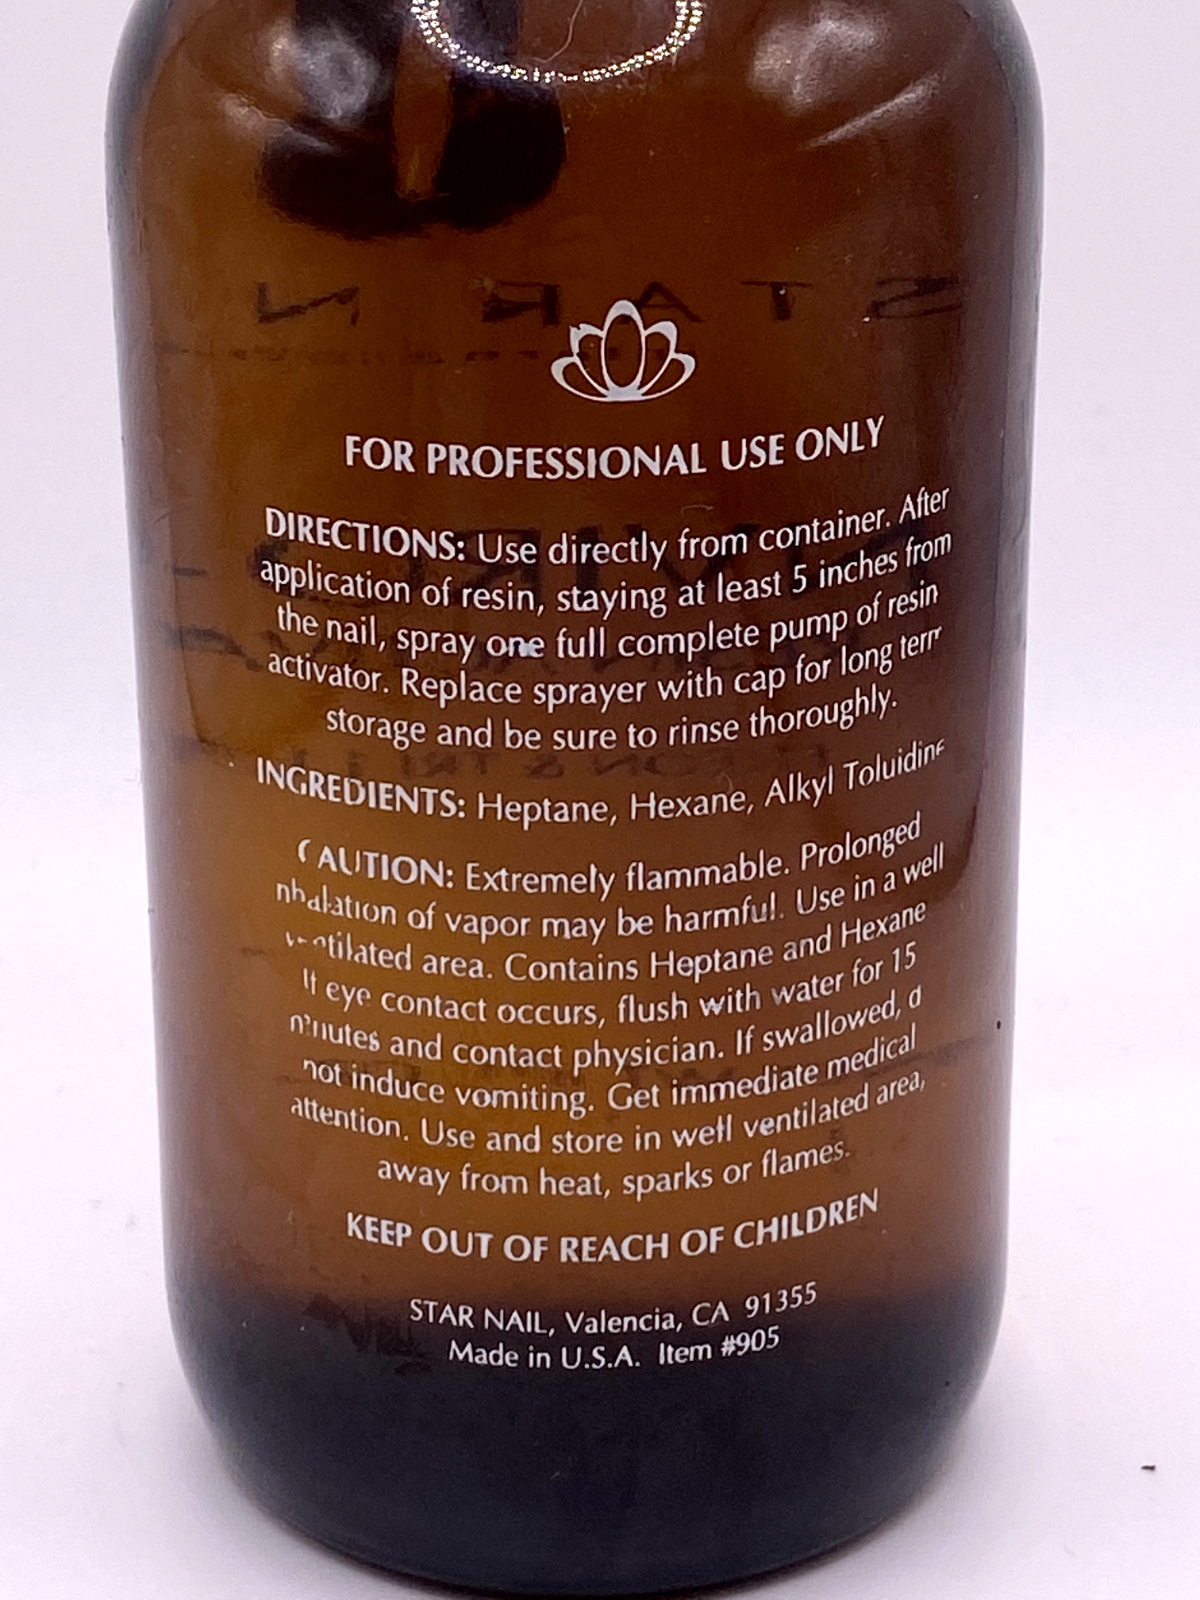 FOR PROFESSIONAL USE ONLY
DIRECTIONS: Use directly from container. After
application of resin, staying at least 5 inches from
the nail, spray one full complete pump of resin
activator. Replace sprayer with cap for long term
storage and be sure to rinse thoroughly.
INGREDIENTS: Heptane, Hexane, Alkyl Toluidine
CAUTION: Extremely flammable. Prolonged
nhalation of vapor may be harmful. Use in a well
ventilated area. Contains Heptane and Hexane
If eye contact occurs, flush with water for 15
minutes and contact physician. If swallowed, d
not induce vomiting. Get immediate medical
attention. Use and store in well ventilated area,
away from heat, sparks or flames.
KEEP OUT OF REACH OF CHILDREN
STAR NAIL, Valencia, CA 91355
Made in U.S.A. Item #905
STAR N